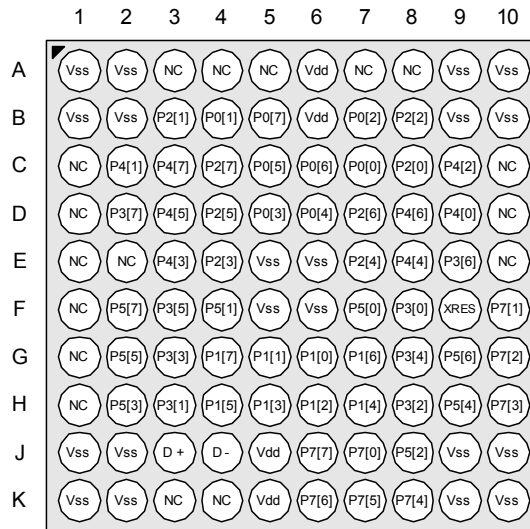 1 2 3 4 5 6 7 8 9 10
A Vss Vss NC NC NC Vdd NC NC Vss Vss
B Vss Vss P2[1] P0[1] P0[7] Vdd P0[2] P2[2] Vss Vss
C NC P4[1] P4[7] P2[7] P0[5] P0[6] P0[0] P2[0] P4[2] NC
D NC P3[7] P4[5] P2[5] P0[3] P0[4] P2[6] P4[6] P4[0] NC
E NC NC P4[3] P2[3] Vss Vss P2[4] P4[4] P3[6] NC
F NC P5[7] P3[5] P5[1] Vss Vss P5[0] P3[0] XRES P7[1]
G NC P5[5] P3[3] P1[7] P1[1] P1[0] P1[6] P3[4] P5[6] P7[2]
H NC P5[3] P3[1] P1[5] P1[3] P1[2] P1[4] P3[2] P5[4] P7[3]
J Vss Vss D + D - Vdd P7[7] P7[0] P5[2] Vss Vss
K Vss Vss NC NC Vdd P7[6] P7[5] P7[4] Vss Vss